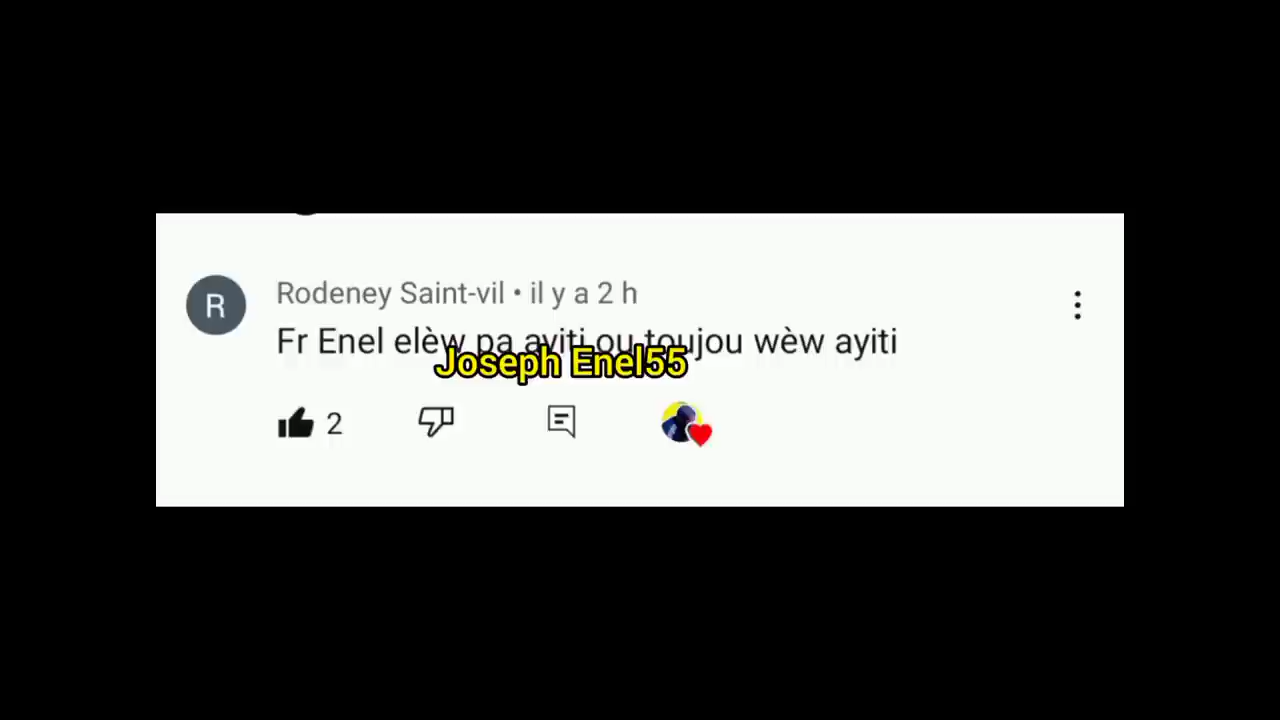 R
Rodeney Saint-vil • il y a 2 h
Fr Enel elèw pa ayiti ou toujou wèw ayiti
Joseph Enel55
2